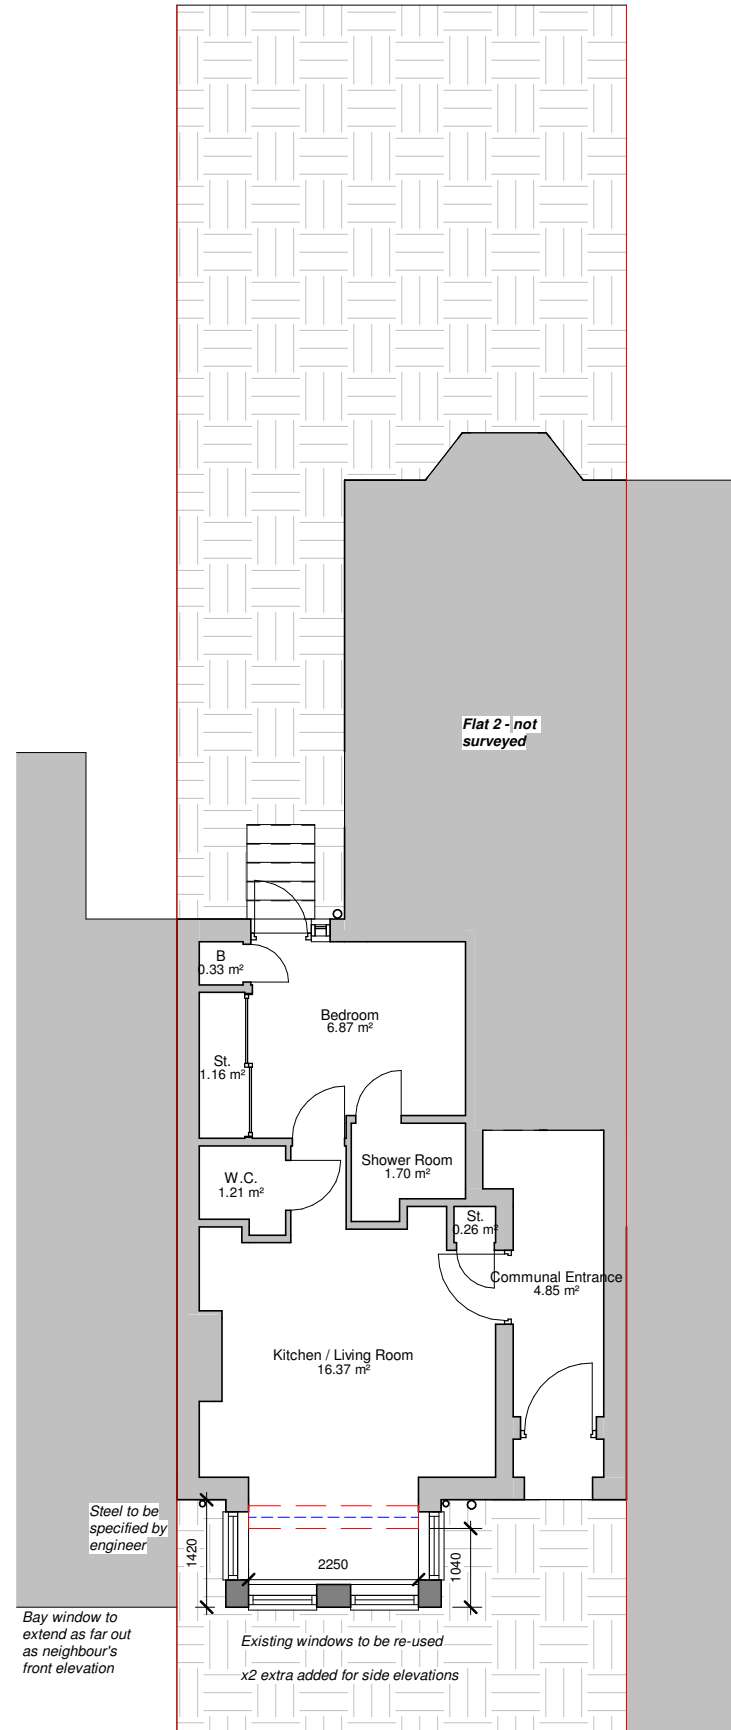 Flat 2 - not
surveyed
B
0.33 m²
Bedroom
6.87 m²
St.
1.16 m²
Shower Room
1.70 m²
W.C.
1.21 m²
St.
0.26 m²
Communal Entrance
4.85 m²
Kitchen / Living Room
16.37 m²
Steel to be
specified by
engineer
1420
2250
1040
Bay window to
extend as far out
as neighbour's
front elevation
Existing windows to be re-used
x2 extra added for side elevations